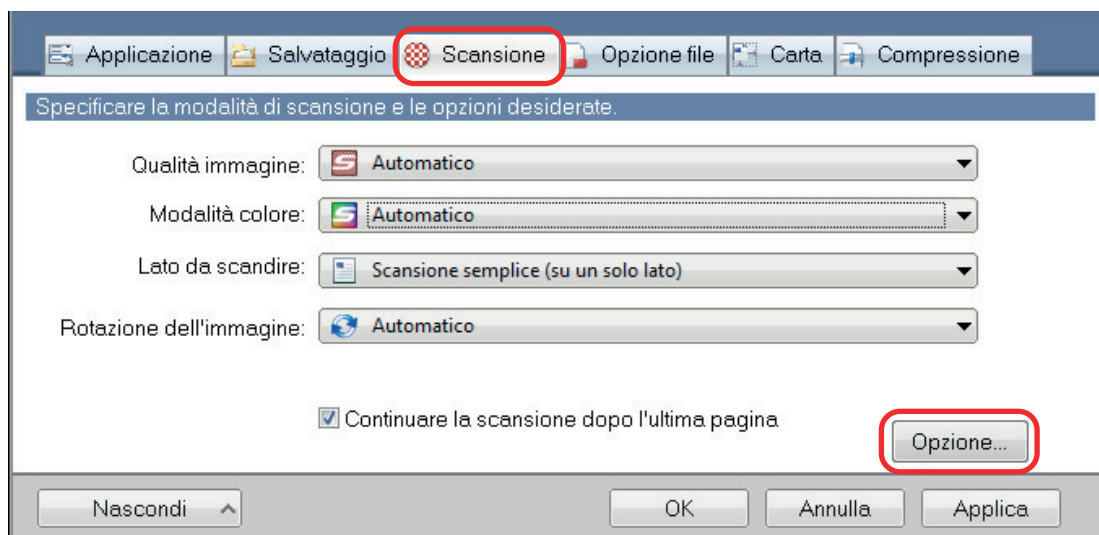 Applicazione Salvataggio Scansione Opzione file Carta Compressione
Specificare la modalità di scansione e le opzioni desiderate.
Qualità immagine: Automatico
Modalità colore: Automatico
Lato da scandire: Scansione semplice (su un solo lato)
Rotazione dell'immagine: Automatico
Continuare la scansione dopo l'ultima pagina
Opzione...
Nascondi OK Annulla Applica